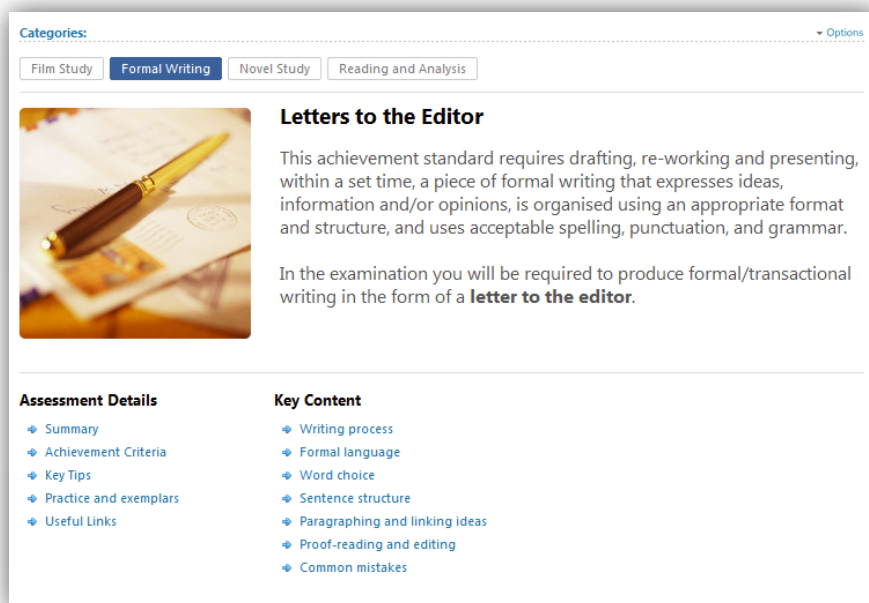 Categories:
Options
Film Study
Formal Writing
Novel Study
Reading and Analysis
Letters to the Editor
This achievement standard requires drafting, re-working and presenting,
within a set time, a piece of formal writing that expresses ideas,
information and/or opinions, is organised using an appropriate format
and structure, and uses acceptable spelling, punctuation, and grammar.
In the examination you will be required to produce formal/transactional
writing in the form of a letter to the editor.
Assessment Details
Summary
Achievement Criteria
Key Tips
Practice and exemplars
Useful Links
Key Content
Writing process
Formal language
Word choice
Sentence structure
Paragraphing and linking ideas
Proof-reading and editing
Common mistakes